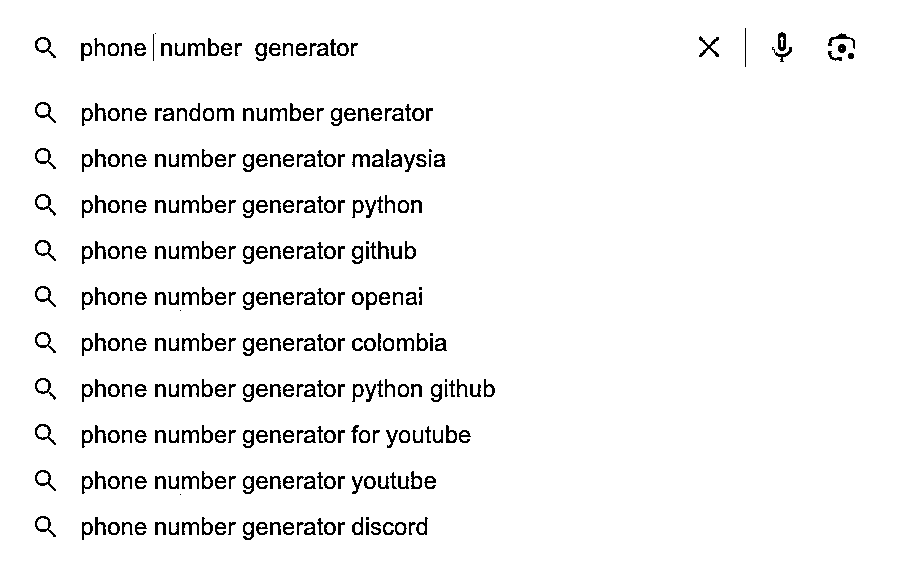 phone number  generator
phone random number generator
phone number generator malaysia
phone number generator python
phone number generator github
phone number generator openai
phone number generator colombia
phone number generator python github
phone number generator for youtube
phone number generator youtube
phone number generator discord